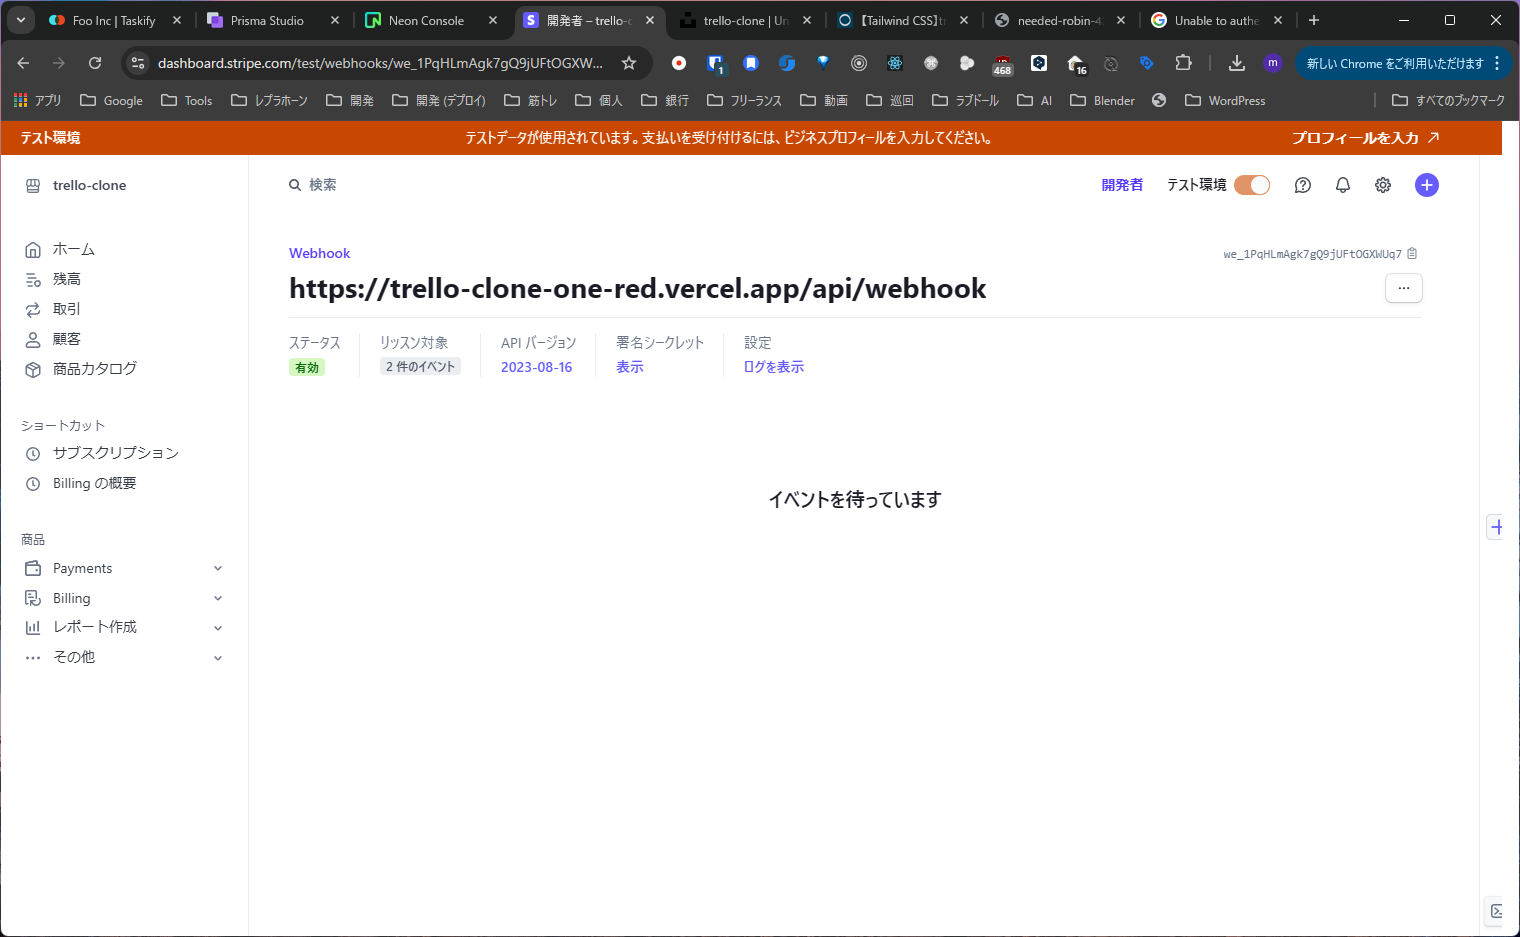 Foo Inc | Taskify
Prisma Studio
Neon Console
開発者 – trello-c
trello-clone | Un
【Tailwind CSS】tr
needed-robin-4
Unable to authe
dashboard.stripe.com/test/webhooks/we_1PqHLmAgk7gQ9jUFtOGXW...
1
468
16
m
新しい Chrome をご利用いただけます
アプリ
Google
Tools
レプラホーン
開発
開発 (デプロイ)
筋トレ
個人
銀行
フリーランス
動画
巡回
ラブドール
AI
Blender
WordPress
すべてのブックマーク
テスト環境
テストデータが使用されています。支払いを受け付けるには、ビジネスプロフィールを入力してください。
プロフィールを入力
trello-clone
検索
開発者
テスト環境
ホーム
残高
取引
顧客
商品カタログ
ショートカット
サブスクリプション
Billing の概要
商品
Payments
Billing
レポート作成
その他
Webhook
we_1PqHLmAgk7gQ9jUFtOGXWUq7
https://trello-clone-one-red.vercel.app/api/webhook
ステータス
有効
リッスン対象
2 件のイベント
API バージョン
2023-08-16
署名シークレット
表示
設定
ログを表示
イベントを待っています